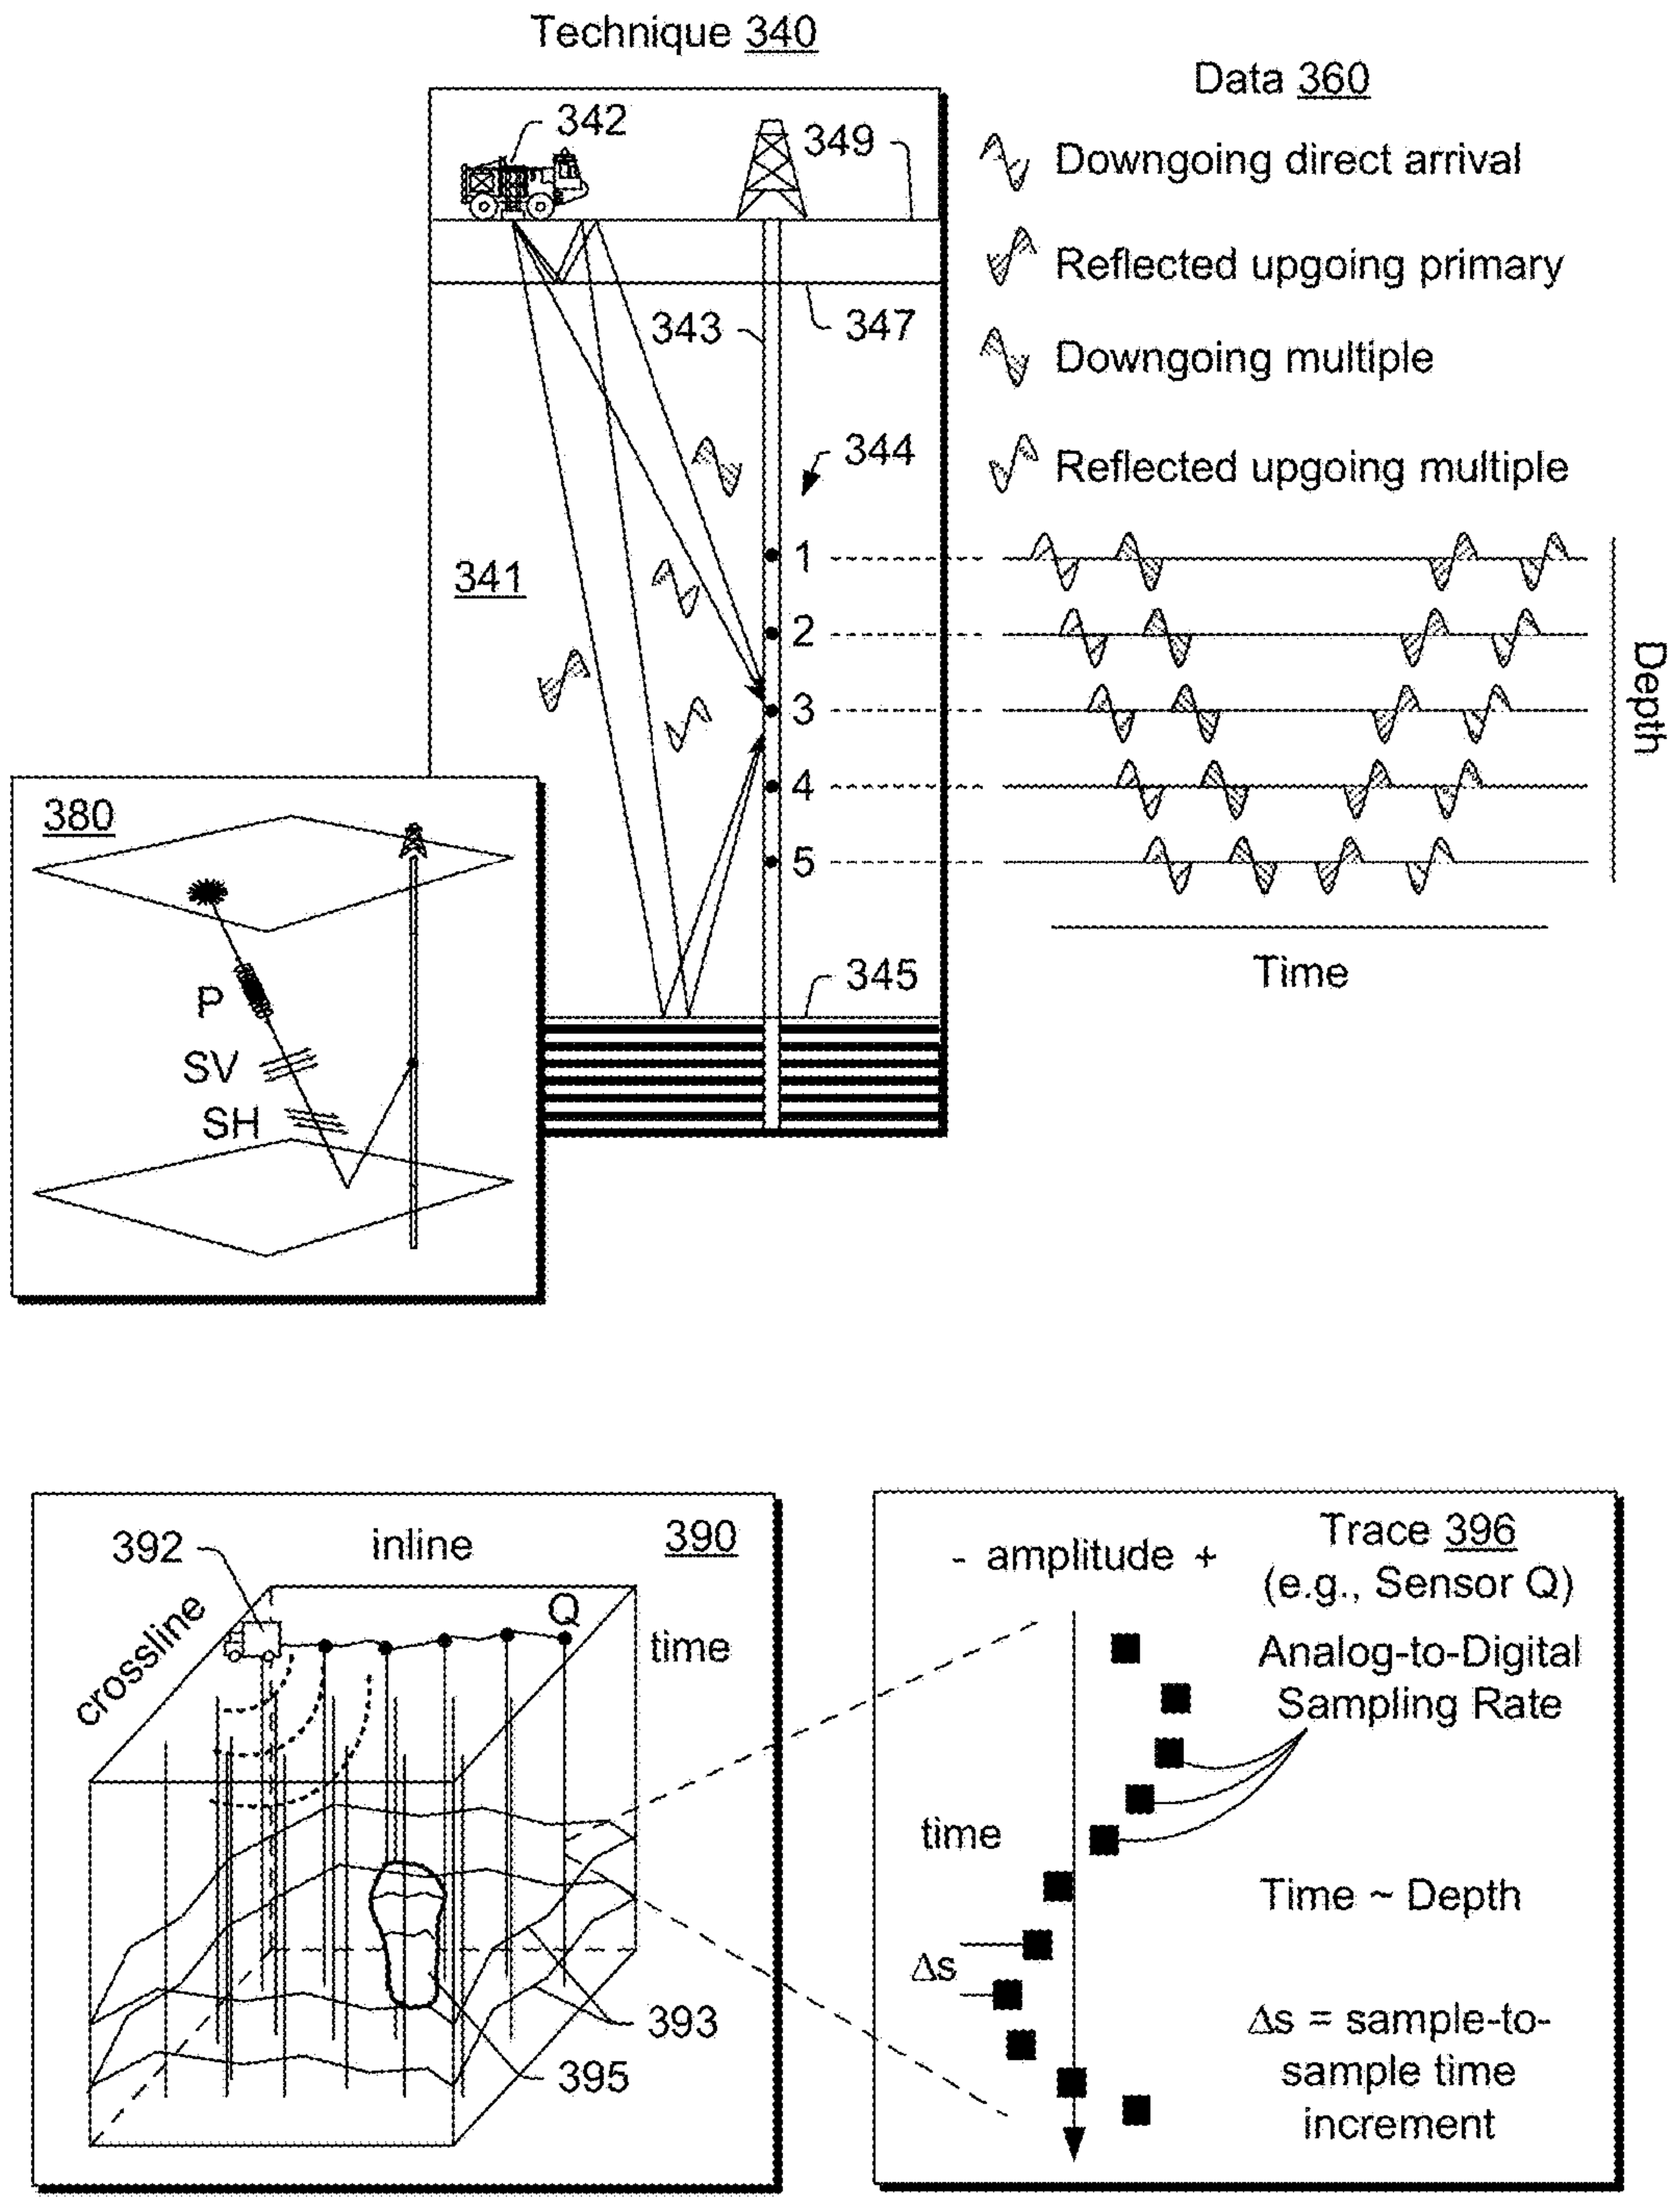 Technique 340
Data 360
342
349
Downgoing direct arrival
Reflected upgoing primary
343
347
Downgoing multiple
344
Reflected upgoing multiple
341
1
2
3
4
5
Depth
Time
345
380
P
SV
SH
392
inline
390
crossline
Q
time
393
395
- amplitude +
Trace 396
(e.g., Sensor Q)
Analog-to-Digital
Sampling Rate
time
Time ~ Depth
Δs
Δs = sample-to-
sample time
increment